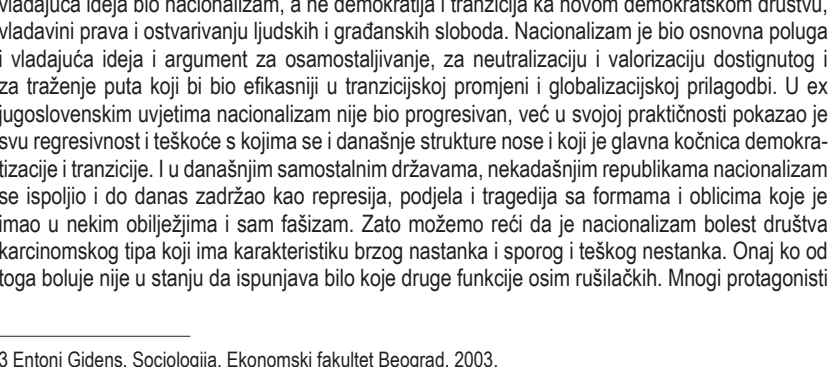 vladajuća ideja bio nacionalizam, a ne demokratija i tranzicija ka novom demokratskom društvu,
vladavini prava i ostvarivanju ljudskih i građanskih sloboda. Nacionalizam je bio osnovna poluga
i vladajuća ideja i argument za osamostaljivanje, za neutralizaciju i valorizaciju dostignutog i
za traženje puta koji bi bio efikasniji u tranzicijskoj promjeni i globalizacijskoj prilagodbi. U ex
jugoslovenskim uvjetima nacionalizam nije bio progresivan, već u svojoj praktičnosti pokazao je
svu regresivnost i teškoće s kojima se i današnje strukture nose i koji je glavna kočnica demokra-
tizacije i tranzicije. I u današnjim samostalnim državama, nekadašnjim republikama nacionalizam
se ispoljio i do danas zadržao kao represija, podjela i tragedija sa formama i oblicima koje je
imao u nekim obilježjima i sam fašizam. Zato možemo reći da je nacionalizam bolest društva
karcinomskog tipa koji ima karakteristiku brzog nastanka i sporog i teškog nestanka. Onaj ko od
toga boluje nije u stanju da ispunjava bilo koje druge funkcije osim rušilačkih. Mnogi protagonisti
3 Entoni Gidens, Sociologija, Ekonomski fakultet Beograd, 2003.